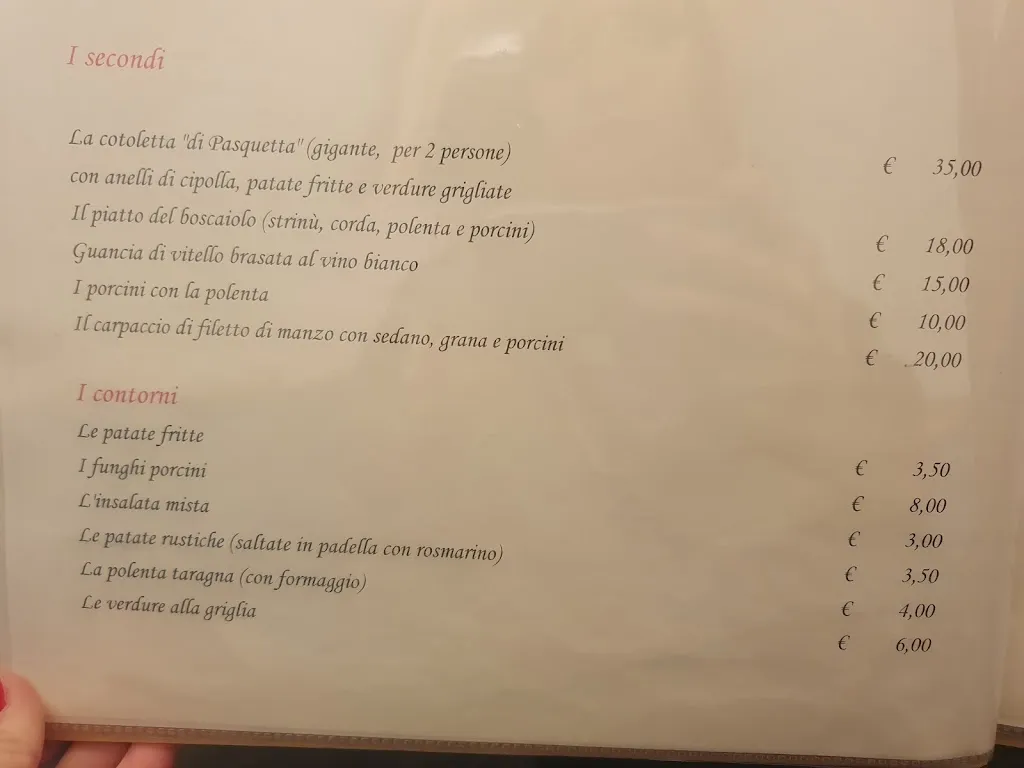 I secondi
La cotoletta "di Pasquetta" (gigante, per 2 persone) € 35,00
con anelli di cipolla, patate fritte e verdure grigliate
Il piatto del boscaiolo (strinù, corda, polenta e porcini) € 18,00
Guancia di vitello brasata al vino bianco € 15,00
I porcini con la polenta € 10,00
Il carpaccio di filetto di manzo con sedano, grana e porcini € 20,00
I contorni
Le patate fritte € 3,50
I funghi porcini € 8,00
L'insalata mista € 3,00
Le patate rustiche (saltate in padella con rosmarino) € 3,50
La polenta taragna (con formaggio) € 4,00
Le verdure alla griglia € 6,00